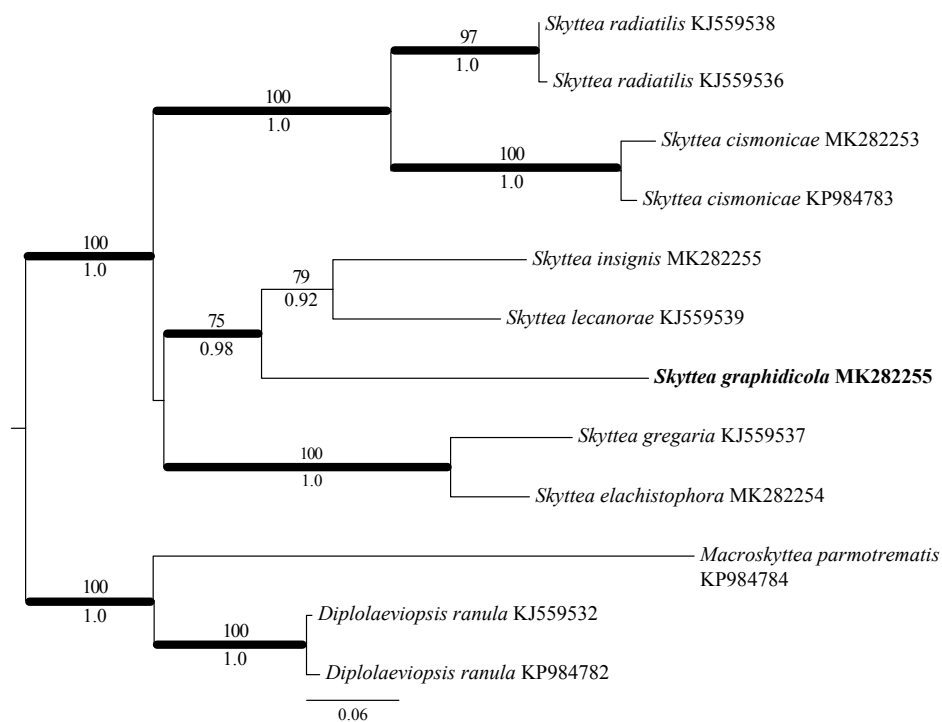 Skyttea radiatilis KJ559538
97
1.0
Skyttea radiatilis KJ559536
100
1.0
Skyttea cismonicae MK282253
100
1.0
Skyttea cismonicae KP984783
100
1.0
Skyttea insignis MK282255
79
0.92
Skyttea lecanorae KJ559539
75
0.98
Skyttea graphidicola MK282255
Skyttea gregaria KJ559537
100
1.0
Skyttea elachistophora MK282254
Macroskyttea parmotrematis
KP984784
100
1.0
Diplolaeviopsis ranula KJ559532
100
1.0
Diplolaeviopsis ranula KP984782
0.06